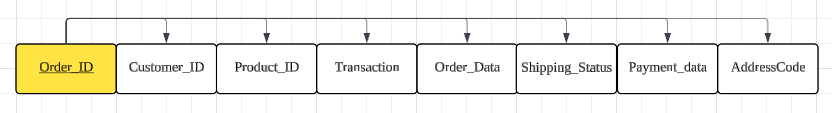 Order_ID Customer_ID Product_ID Transaction Order_Data Shipping_Status Payment_data AddressCode